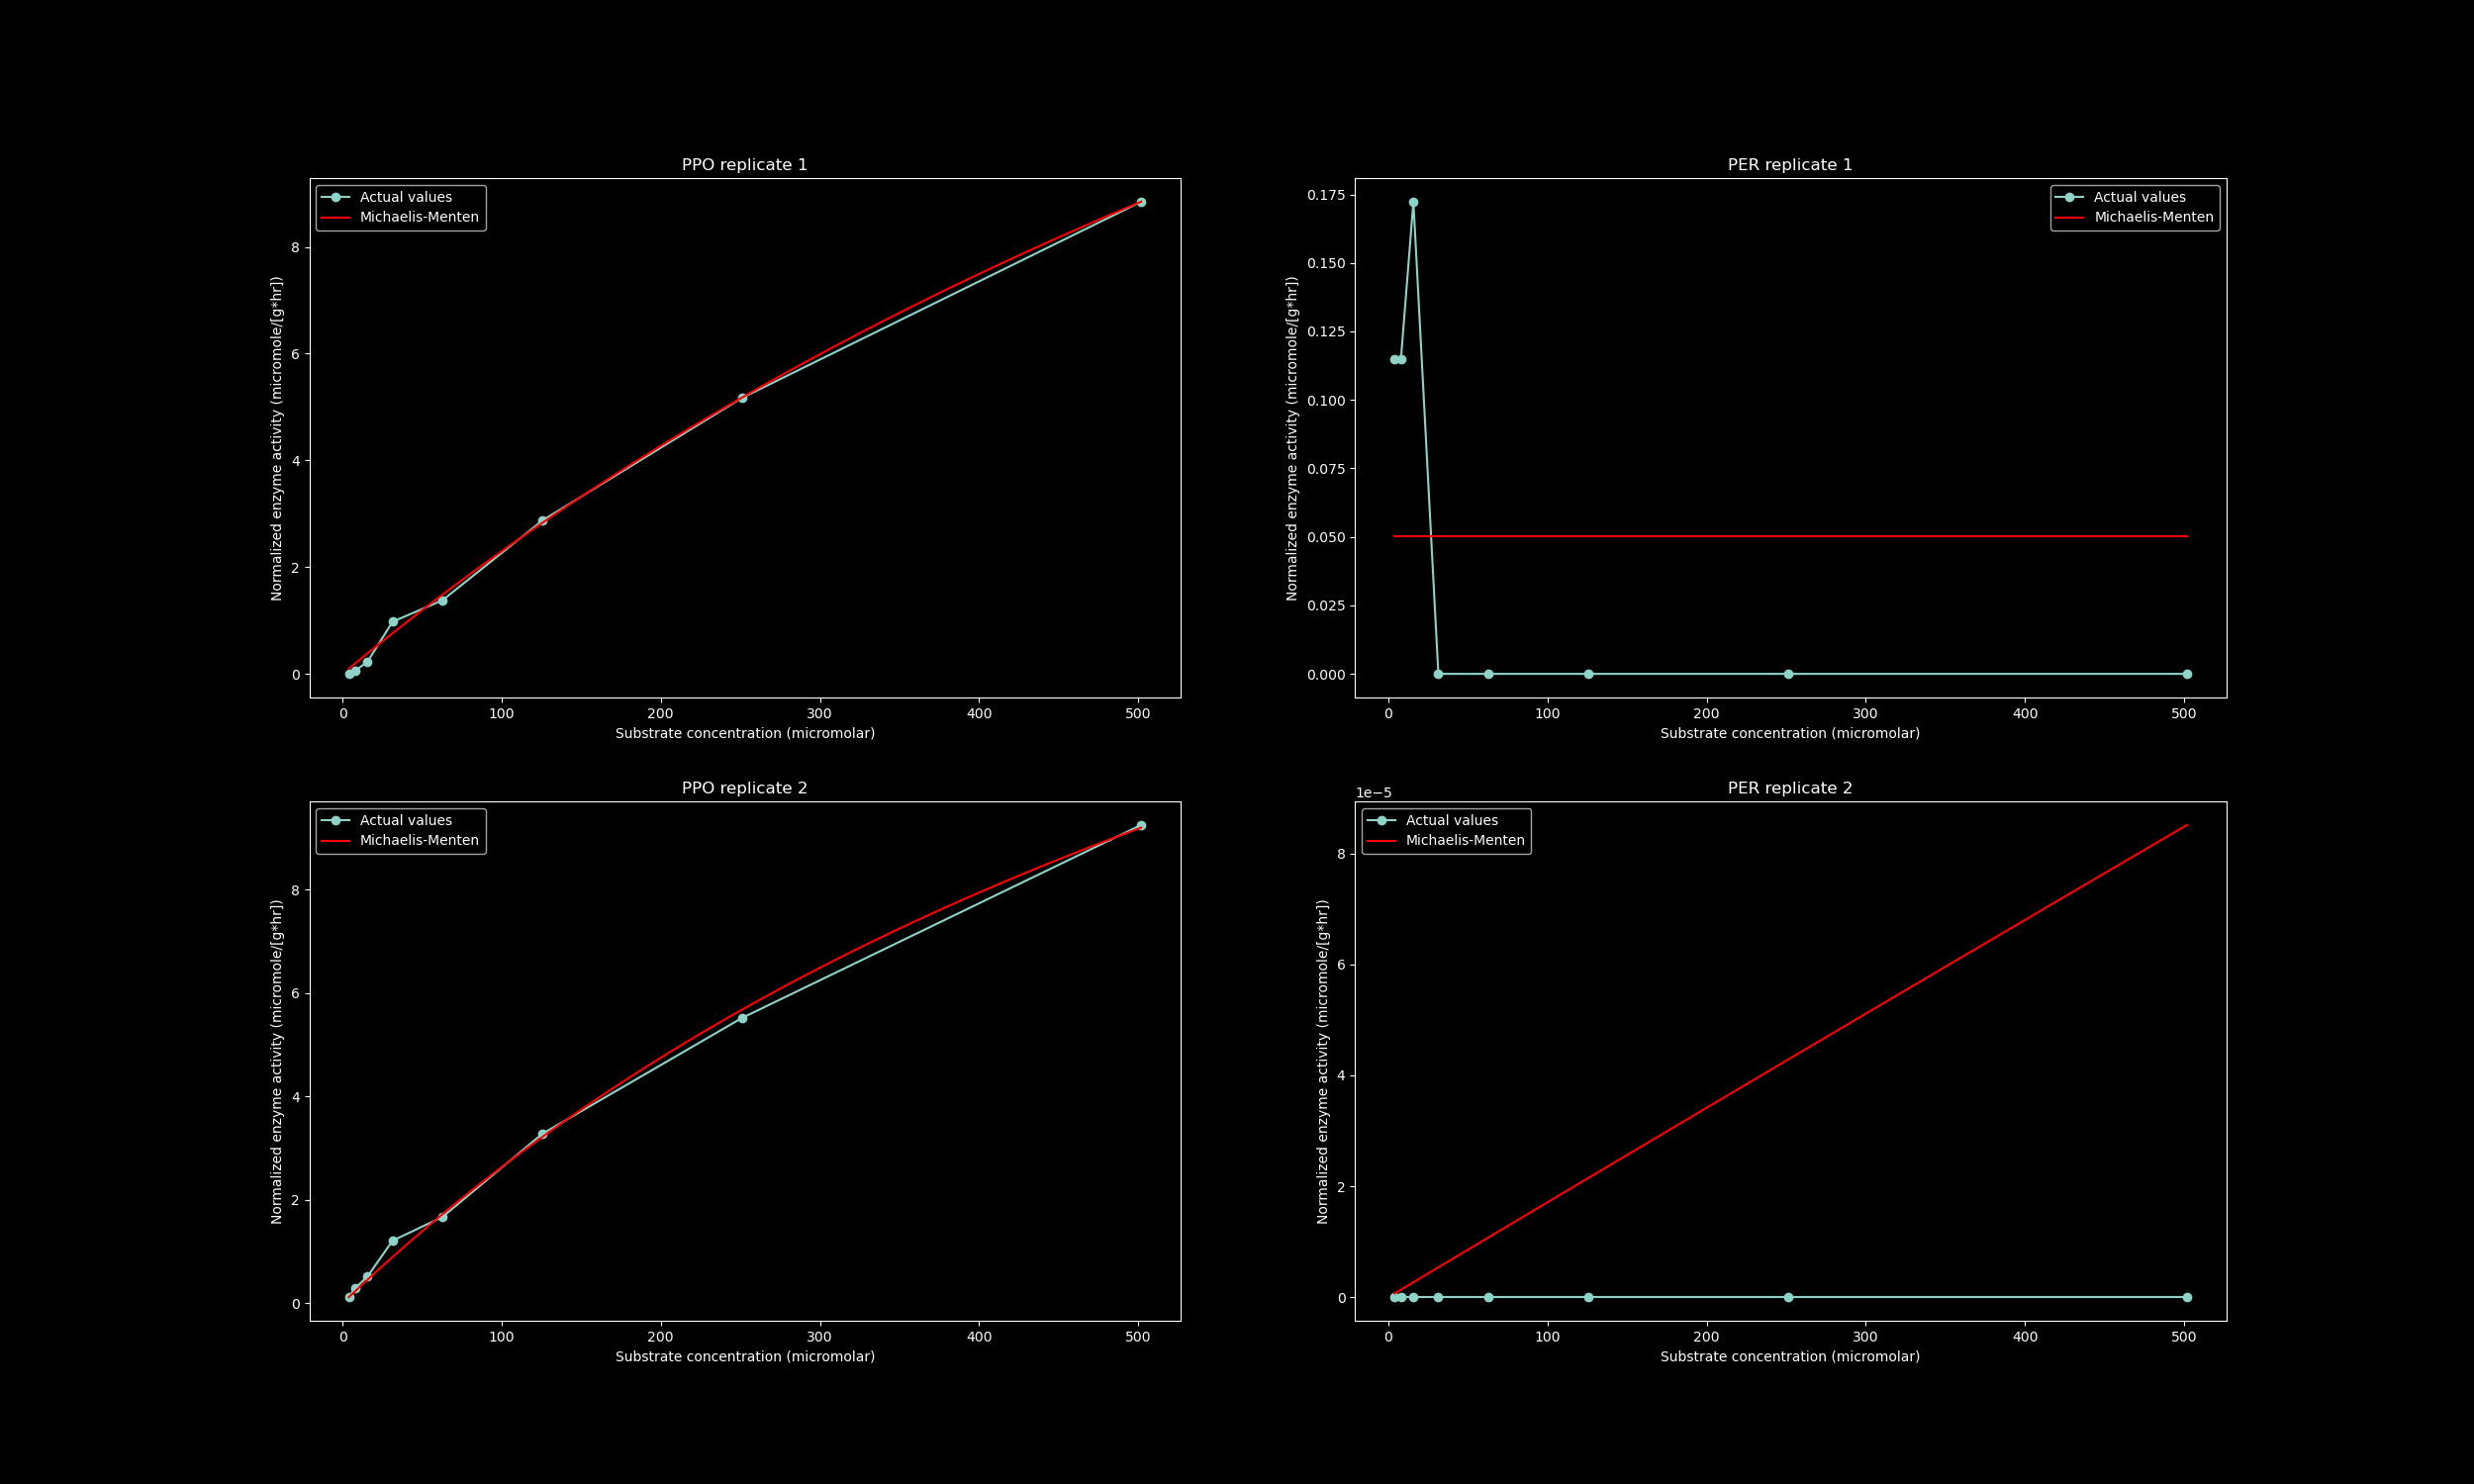 PPO replicate 1
Actual values
Michaelis-Menten
Normalized enzyme activity (micromole/[g*hr])
8
6
4
2
0
0 100 200 300 400 500
Substrate concentration (micromolar)
PER replicate 1
Actual values
Michaelis-Menten
Normalized enzyme activity (micromole/[g*hr])
0.175
0.150
0.125
0.100
0.075
0.050
0.025
0.000
0 100 200 300 400 500
Substrate concentration (micromolar)
PPO replicate 2
Actual values
Michaelis-Menten
Normalized enzyme activity (micromole/[g*hr])
8
6
4
2
0
0 100 200 300 400 500
Substrate concentration (micromolar)
PER replicate 2
1e−5
Actual values
Michaelis-Menten
Normalized enzyme activity (micromole/[g*hr])
8
6
4
2
0
0 100 200 300 400 500
Substrate concentration (micromolar)